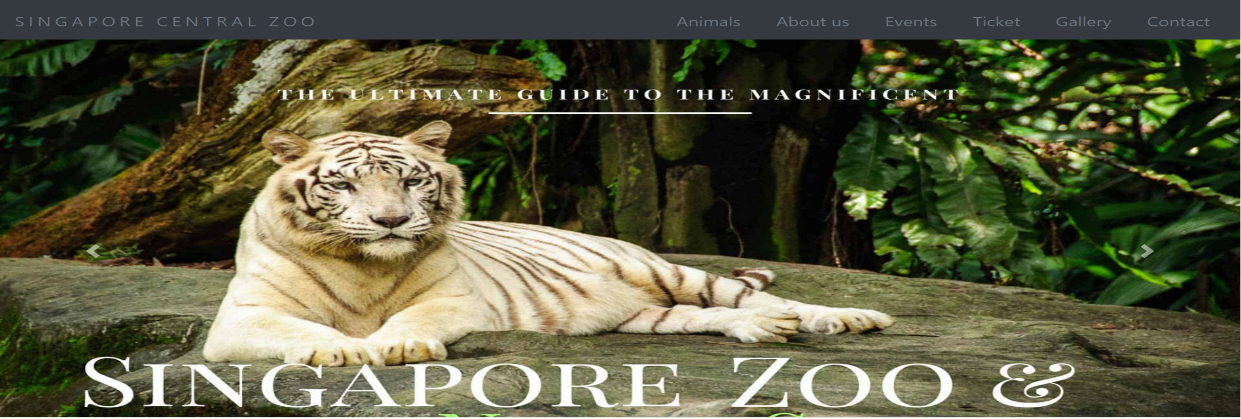 SINGAPORE CENTRAL ZOO
Animals About us Events Ticket Gallery Contact
THE ULTIMATE GUIDE TO THE MAGNIFICENT
SINGAPORE ZOO &